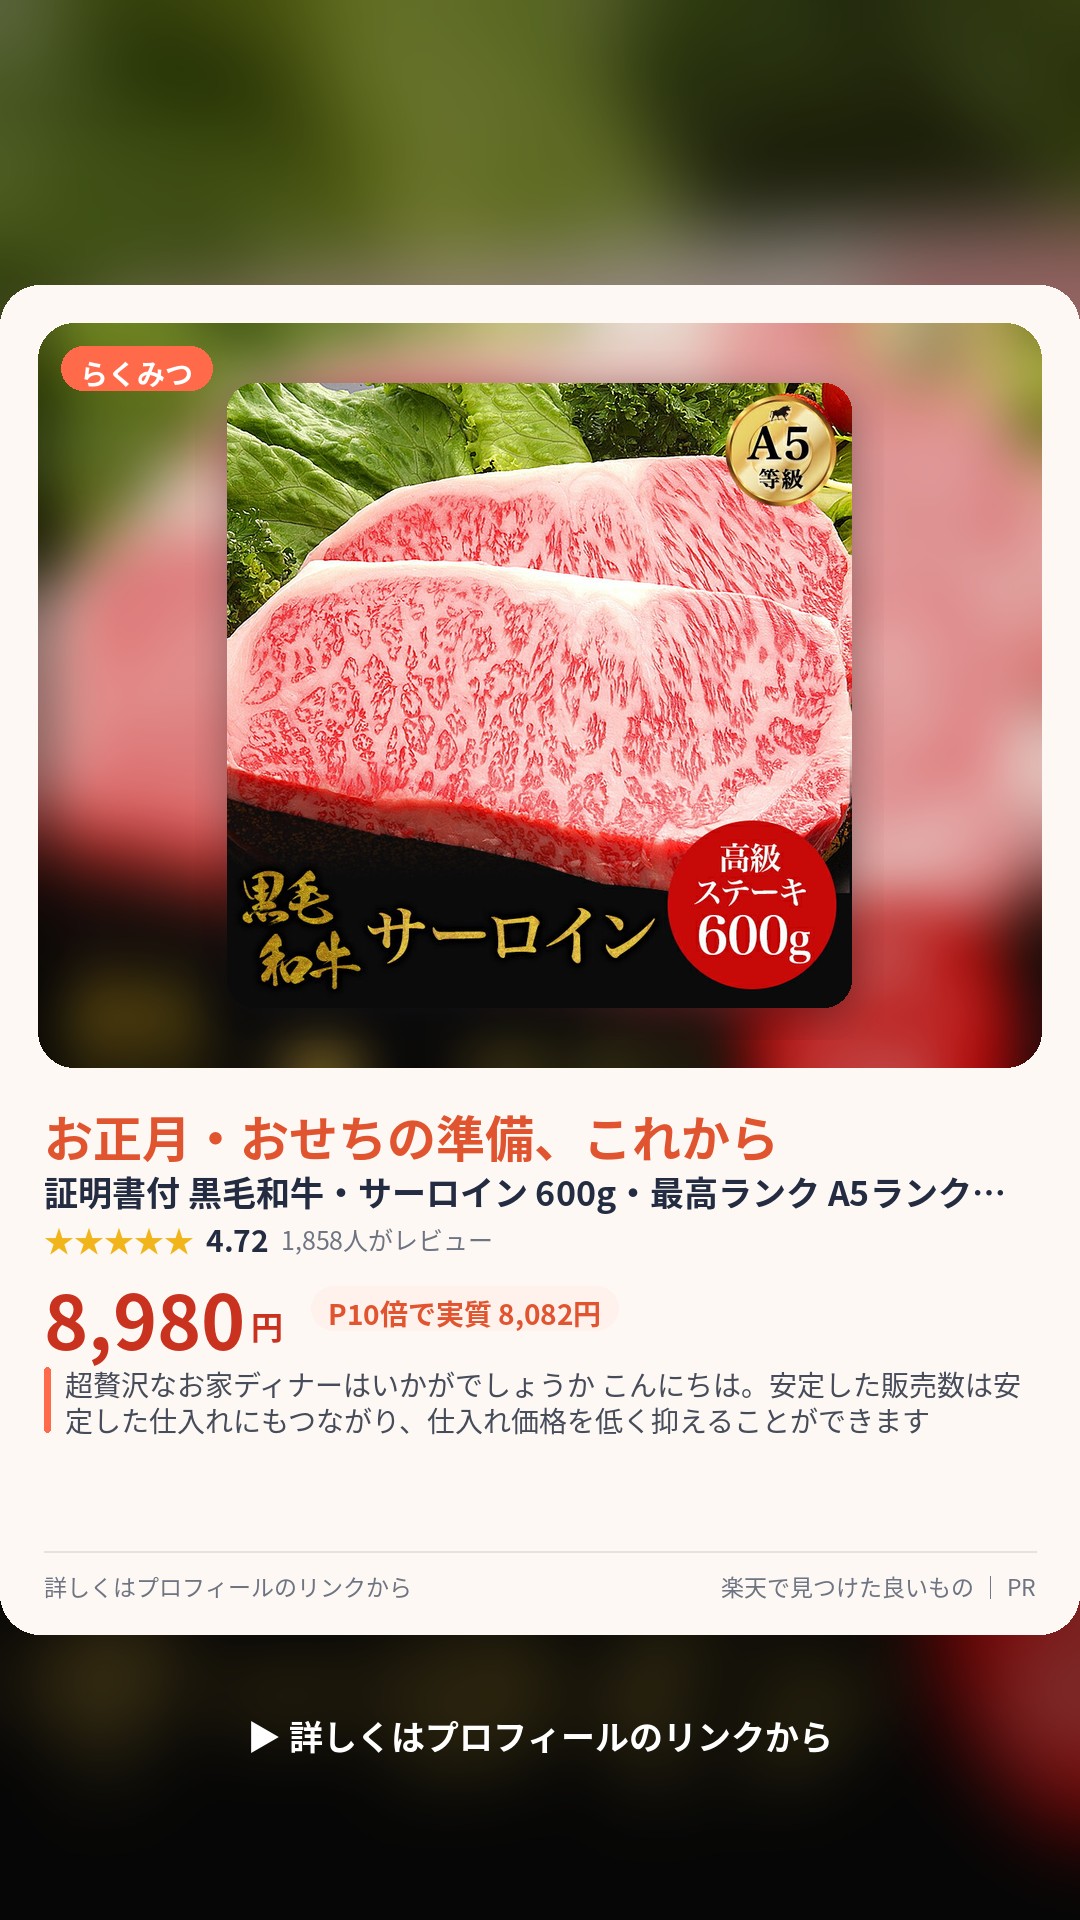 らくみつ
A5
等級
黒毛
和牛
サーロイン
高級
ステーキ
600g
お正月・おせちの準備、これから
証明書付 黒毛和牛・サーロイン 600g・最高ランク A5ランク…
★★★★★ 4.72 1,858人がレビュー
8,980円 P10倍で実質 8,082円
超贅沢なお家ディナーはいかがでしょうか こんにちは。安定した販売数は安
定した仕入れにもつながり、仕入れ価格を低く抑えることができます
詳しくはプロフィールのリンクから
楽天で見つけた良いもの｜PR
▶ 詳しくはプロフィールのリンクから